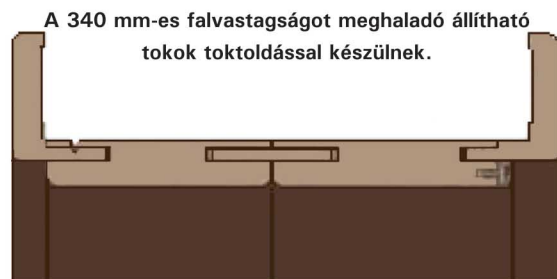 A 340 mm-es falvastagságot meghaladó állítható
tokok toktoldással készülnek.